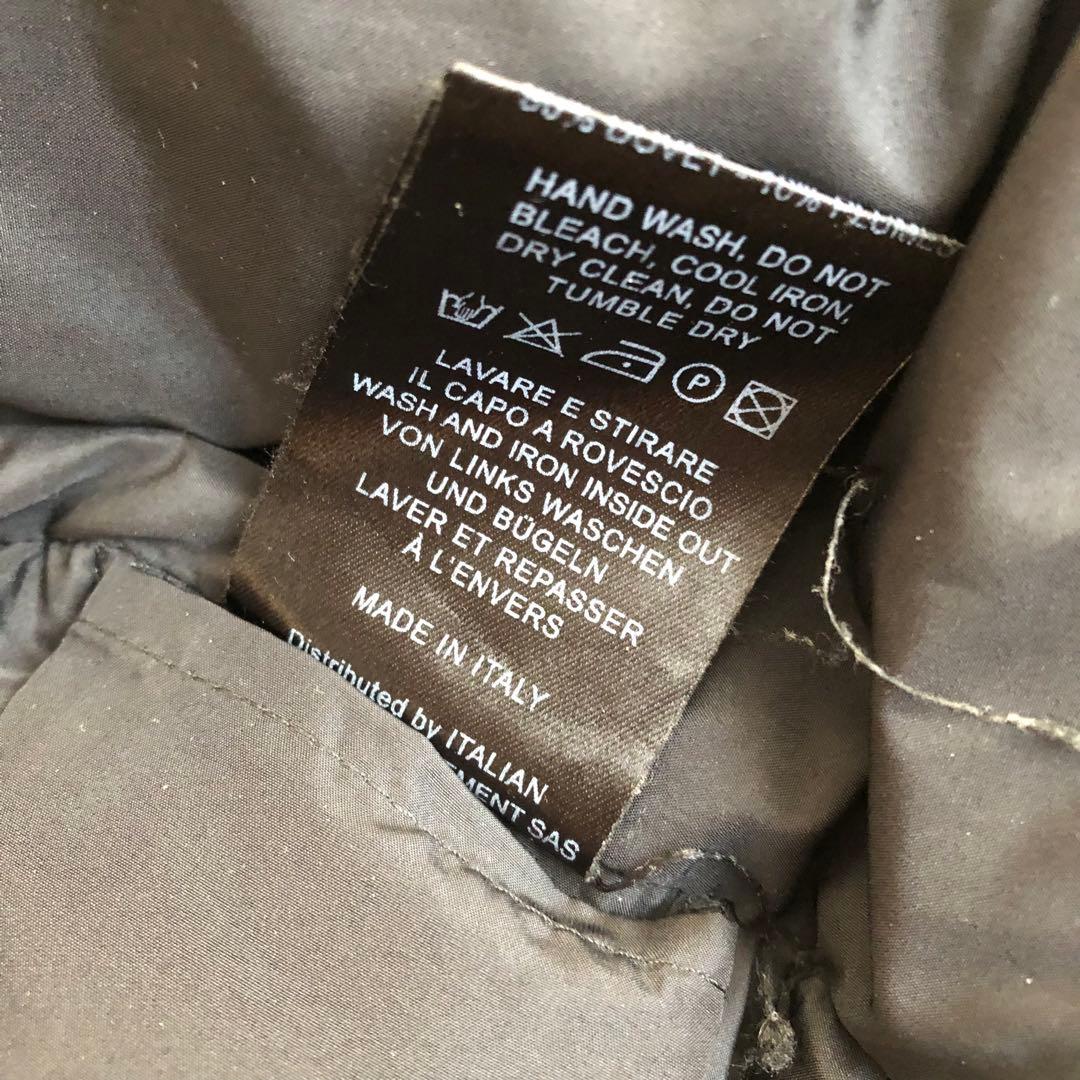 HAND WASH, DO NOT
BLEACH, COOL IRON,
DRY CLEAN, DO NOT
TUMBLE DRY
P
LAVARE E STIRARE
IL CAPO A ROVESCIO
WASH AND IRON INSIDE OUT
VON LINKS WASCHEN
UND BÜGELN
LAVER ET REPASSER
À L'ENVERS
MADE IN ITALY
Distributed by ITALIAN
SAS